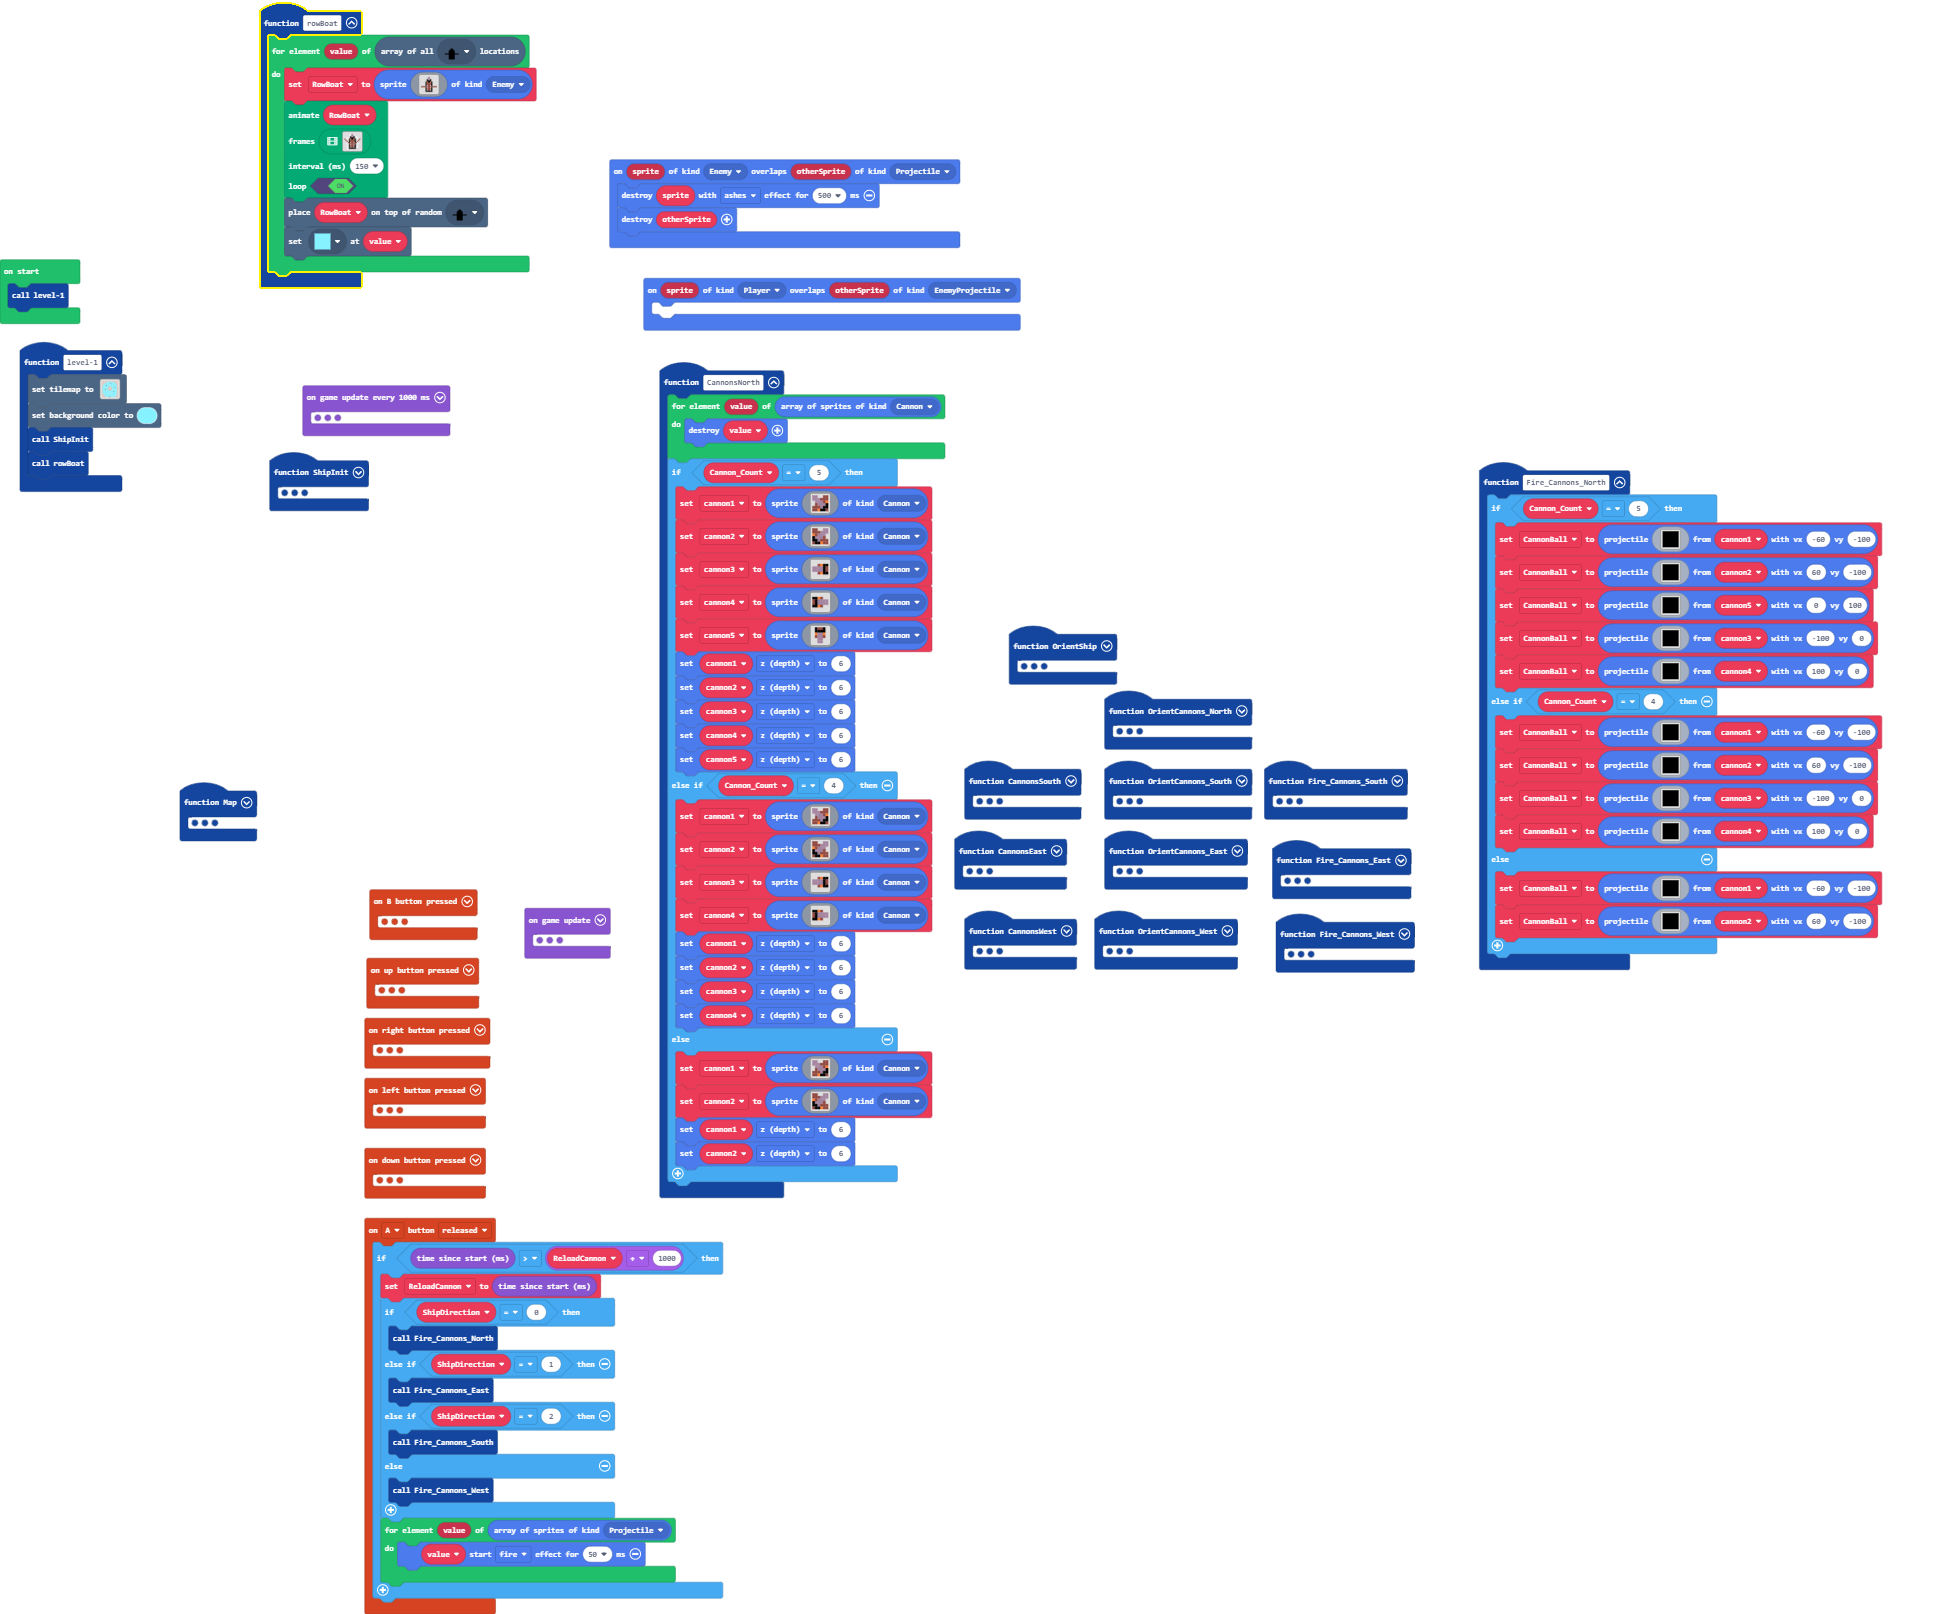 function rowBoat
for element value of array of all locations
do
set RowBoat to sprite of kind Enemy
animate RowBoat
frames
interval (ms) 150
loop ON
place RowBoat on top of random
set at value
on sprite of kind Enemy overlaps otherSprite of kind Projectile
destroy sprite with ashes effect for 500 ms
destroy otherSprite
on sprite of kind Player overlaps otherSprite of kind EnemyProjectile
on start
call level-1
function level-1
set tilemap to
set background color to
call ShipInit
call rowBoat
on game update every 1000 ms
function ShipInit
function Map
on B button pressed
on up button pressed
on right button pressed
on left button pressed
on down button pressed
on game update
function CannonsNorth
for element value of array of sprites of kind Cannon
do
destroy value
if Cannon_Count = 5 then
set cannon1 to sprite of kind Cannon
set cannon2 to sprite of kind Cannon
set cannon3 to sprite of kind Cannon
set cannon4 to sprite of kind Cannon
set cannon5 to sprite of kind Cannon
set cannon1 z (depth) to 6
set cannon2 z (depth) to 6
set cannon3 z (depth) to 6
set cannon4 z (depth) to 6
set cannon5 z (depth) to 6
else if Cannon_Count = 4 then
set cannon1 to sprite of kind Cannon
set cannon2 to sprite of kind Cannon
set cannon3 to sprite of kind Cannon
set cannon4 to sprite of kind Cannon
set cannon1 z (depth) to 6
set cannon2 z (depth) to 6
set cannon3 z (depth) to 6
set cannon4 z (depth) to 6
else
set cannon1 to sprite of kind Cannon
set cannon2 to sprite of kind Cannon
set cannon1 z (depth) to 6
set cannon2 z (depth) to 6
function OrientShip
function OrientCannons_North
function CannonsSouth
function OrientCannons_South
function Fire_Cannons_South
function CannonsEast
function OrientCannons_East
function Fire_Cannons_East
function CannonsWest
function OrientCannons_West
function Fire_Cannons_West
function Fire_Cannons_North
if Cannon_Count = 5 then
set CannonBall to projectile from cannon1 with vx -60 vy -100
set CannonBall to projectile from cannon2 with vx 60 vy -100
set CannonBall to projectile from cannon5 with vx 0 vy 100
set CannonBall to projectile from cannon3 with vx -100 vy 0
set CannonBall to projectile from cannon4 with vx 100 vy 0
else if Cannon_Count = 4 then
set CannonBall to projectile from cannon1 with vx -60 vy -100
set CannonBall to projectile from cannon2 with vx 60 vy -100
set CannonBall to projectile from cannon3 with vx -100 vy 0
set CannonBall to projectile from cannon4 with vx 100 vy 0
else
set CannonBall to projectile from cannon1 with vx -60 vy -100
set CannonBall to projectile from cannon2 with vx 60 vy -100
on A button released
if time since start (ms) > ReloadCannon + 1000 then
set ReloadCannon to time since start (ms)
if ShipDirection = 0 then
call Fire_Cannons_North
else if ShipDirection = 1 then
call Fire_Cannons_East
else if ShipDirection = 2 then
call Fire_Cannons_South
else
call Fire_Cannons_West
for element value of array of sprites of kind Projectile
do
value start fire effect for 50 ms